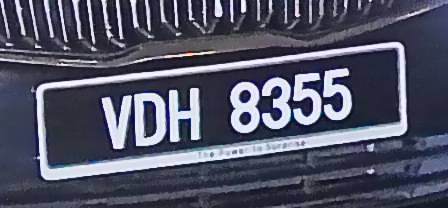 VDH 8355
The Power to Surprise